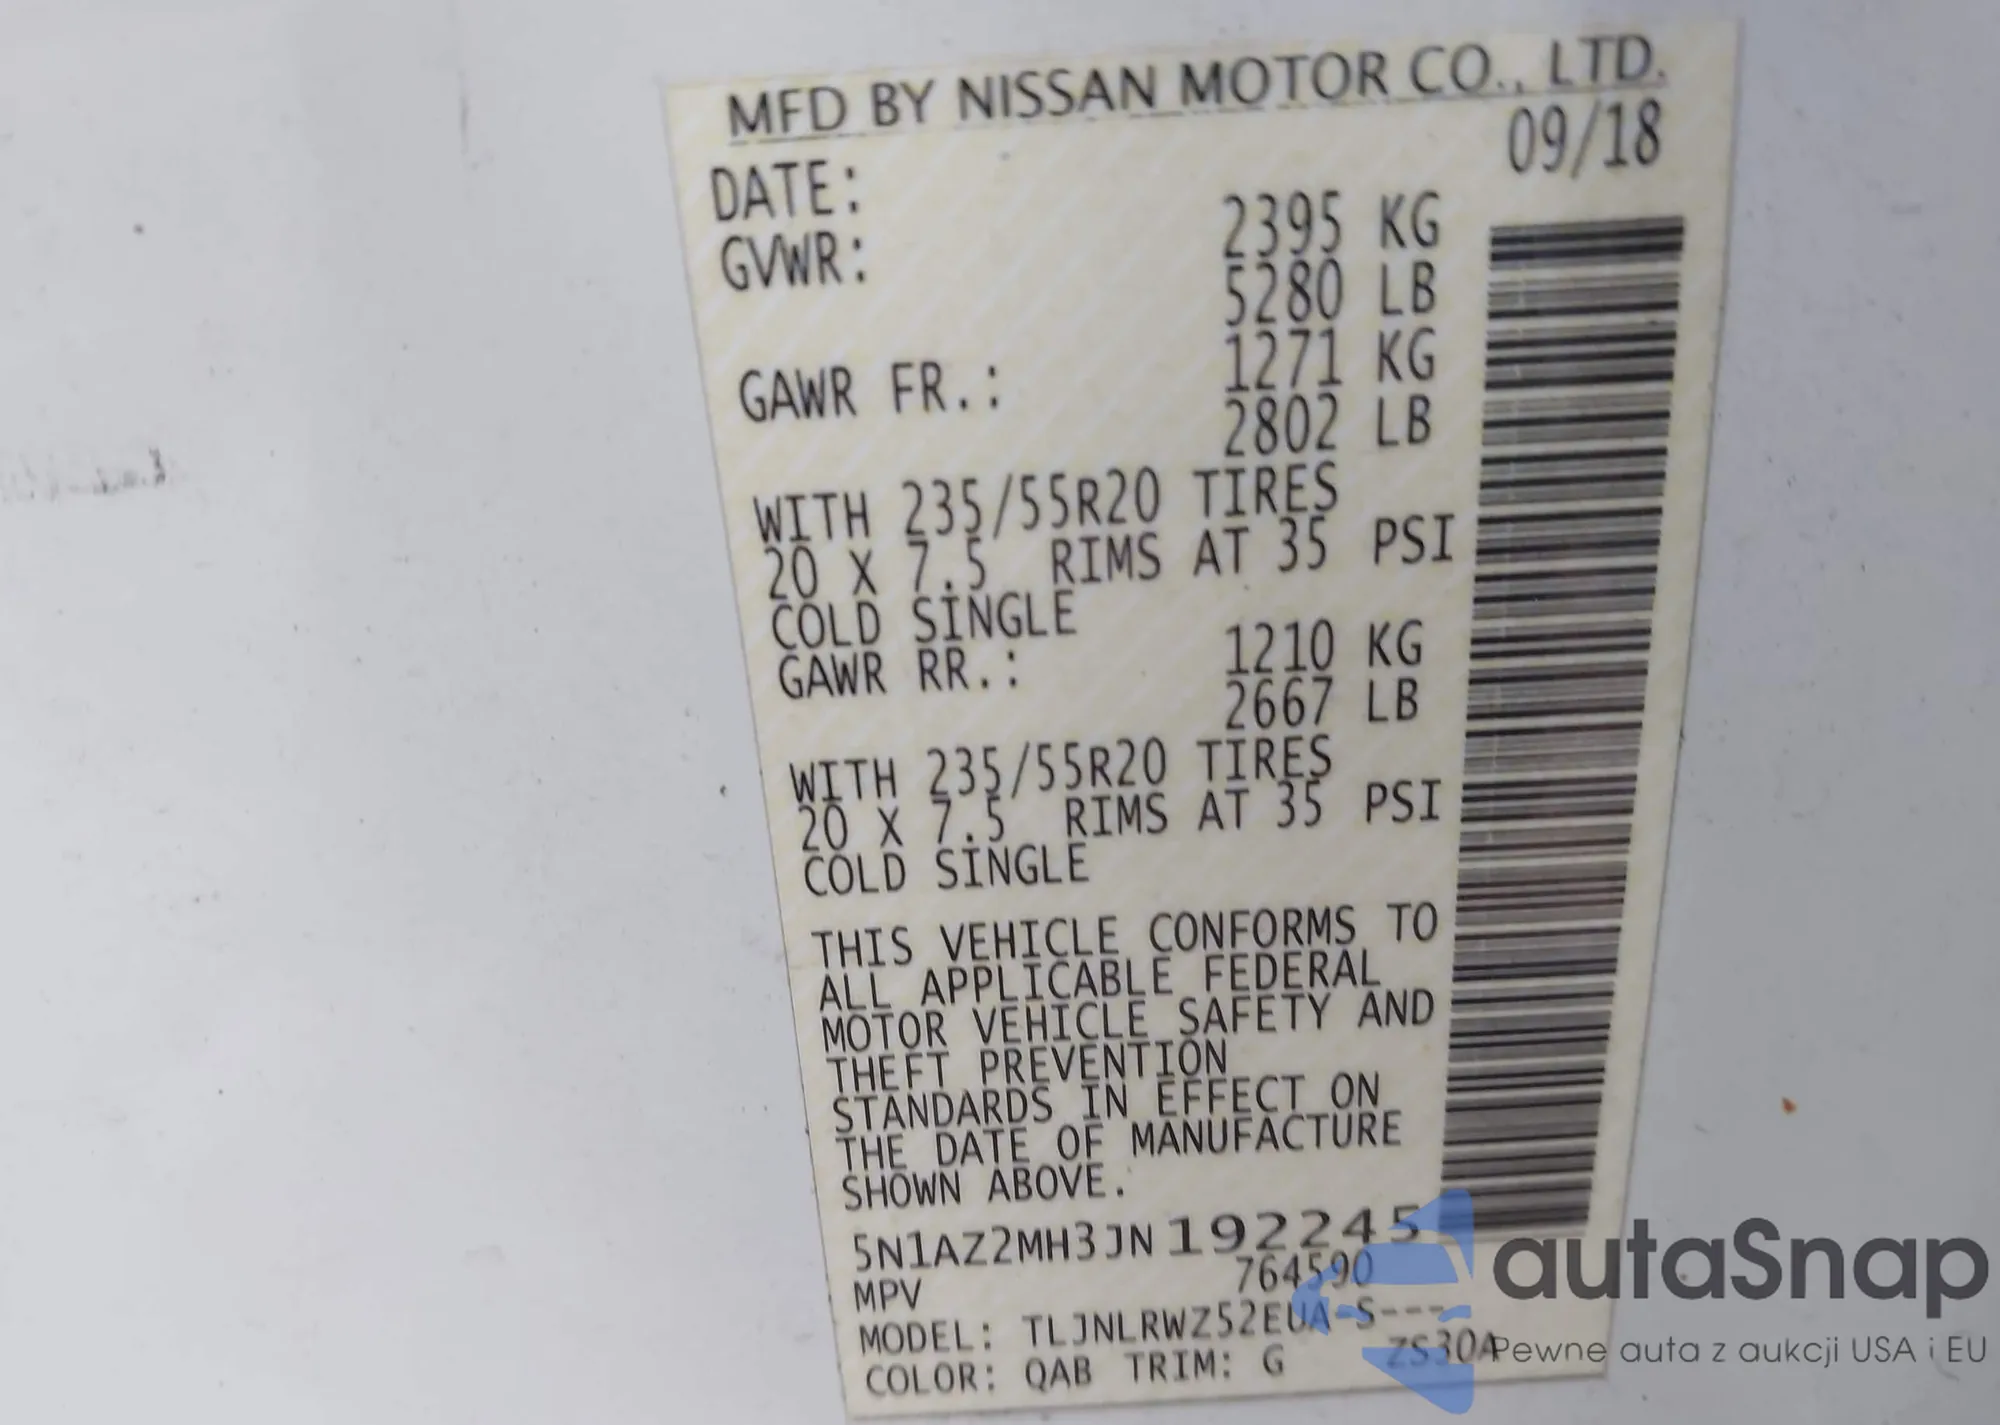 MFD BY NISSAN MOTOR CO., LTD.
DATE: 09/18
GVWR: 2395 KG
5280 LB
GAWR FR.: 1271 KG
2802 LB
WITH 235/55R20 TIRES
20 X 7.5 RIMS AT 35 PSI
COLD SINGLE
GAWR RR.: 1210 KG
2667 LB
WITH 235/55R20 TIRES
20 X 7.5 RIMS AT 35 PSI
COLD SINGLE
THIS VEHICLE CONFORMS TO
ALL APPLICABLE FEDERAL
MOTOR VEHICLE SAFETY AND
THEFT PREVENTION
STANDARDS IN EFFECT ON
THE DATE OF MANUFACTURE
SHOWN ABOVE.
5N1AZ2MH3JN192245
MPV 764590
MODEL: TLJNLRWZ52EUA-S---
COLOR: QAB TRIM: G ZS30A
autaSnap
Pewne auta z aukcji USA i EU